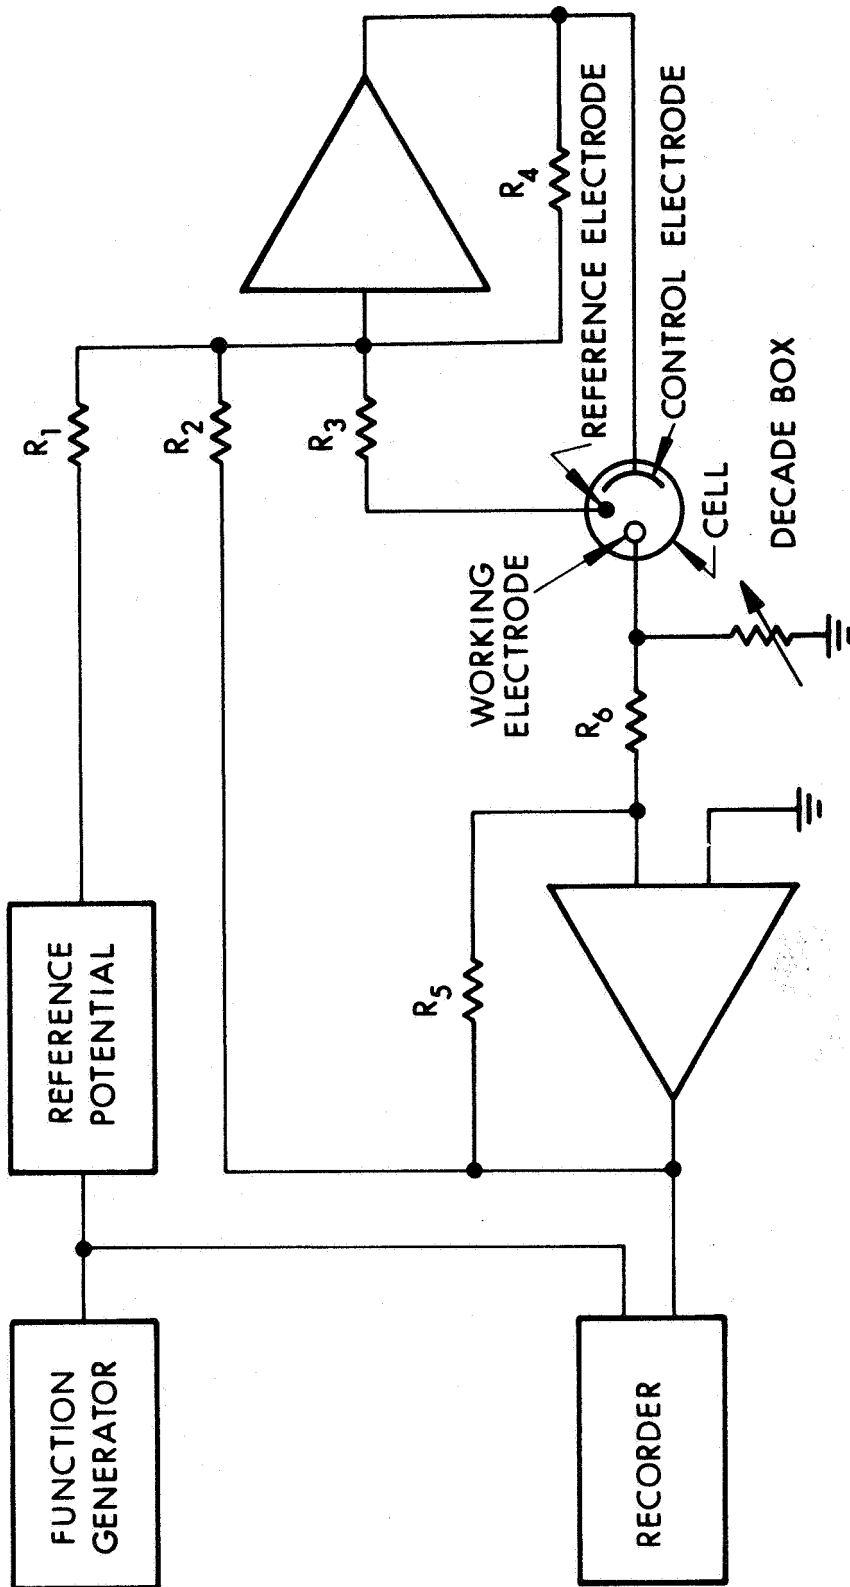 FUNCTION
GENERATOR
REFERENCE
POTENTIAL
R1
R2
R3
R4
REFERENCE ELECTRODE
CONTROL ELECTRODE
WORKING
ELECTRODE
CELL
DECADE BOX
R5
R6
RECORDER